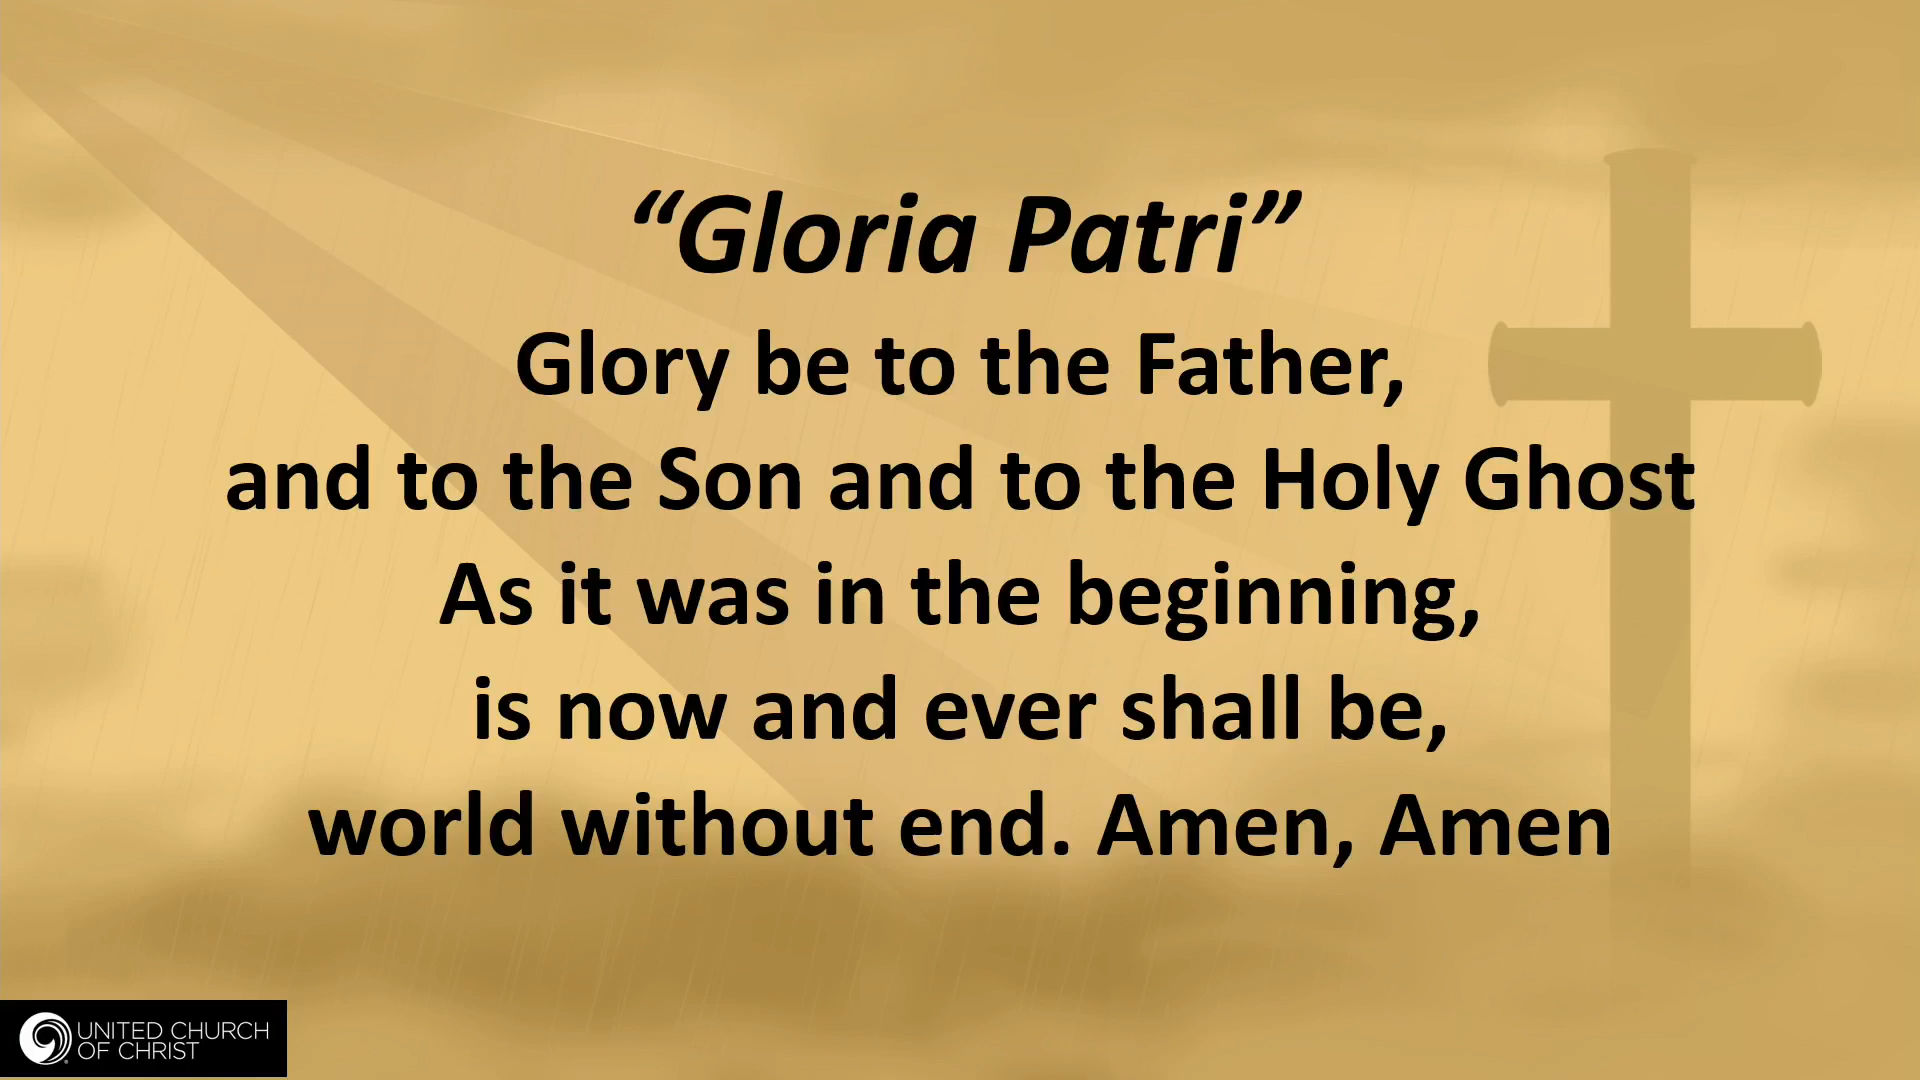 “Gloria Patri”
Glory be to the Father,
and to the Son and to the Holy Ghost
As it was in the beginning,
is now and ever shall be,
world without end. Amen, Amen
UNITED CHURCH
OF CHRIST